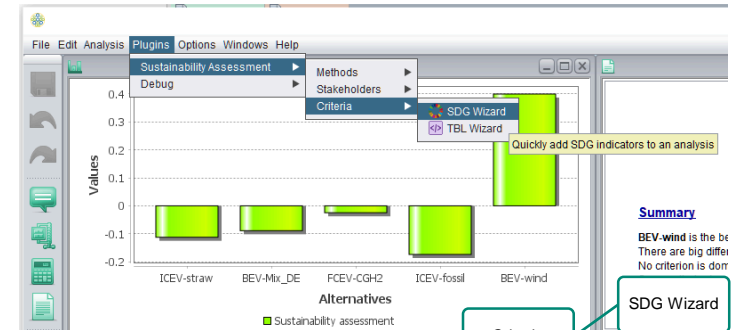 File Edit Analysis Plugins Options Windows Help
Sustainability Assessment
Debug
Methods
Stakeholders
Criteria
SDG Wizard
TBL Wizard
Quickly add SDG indicators to an analysis
Values
0.4
0.3
0.2
0.1
0
-0.1
-0.2
ICEV-straw BEV-Mix_DE FCEV-CGH2 ICEV-fossil BEV-wind
Alternatives
Sustainability assessment
Summary
BEV-wind is the be
There are big differ
No criterion is dom
SDG Wizard